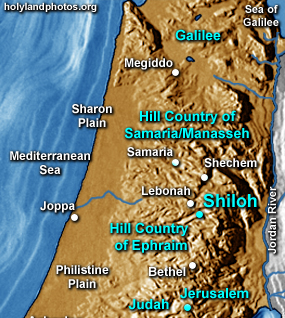 holylandphotos.org
Sea of
Galilee
Galilee
Megiddo
Sharon
Plain
Hill Country of
Samaria/Manasseh
Mediterranean
Sea
Samaria
Shechem
Lebonah
Shiloh
Joppa
Hill Country
of Ephraim
Jordan River
Philistine
Plain
Bethel
Jerusalem
Judah